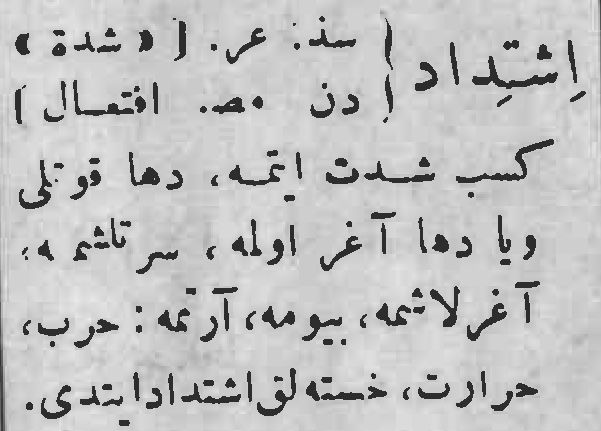 اِشتِداد ( سذ. عر. [ « شدة »
دن مص. افتعال ]
كسب شدت ايتمه، دها قوتلى
ويا دها آغر اولمه، سرتلشمه،
آغرلاشمه، بيومه، آرتمه : حرب،
حرارت، خسته لق اشتداد ايتدى.